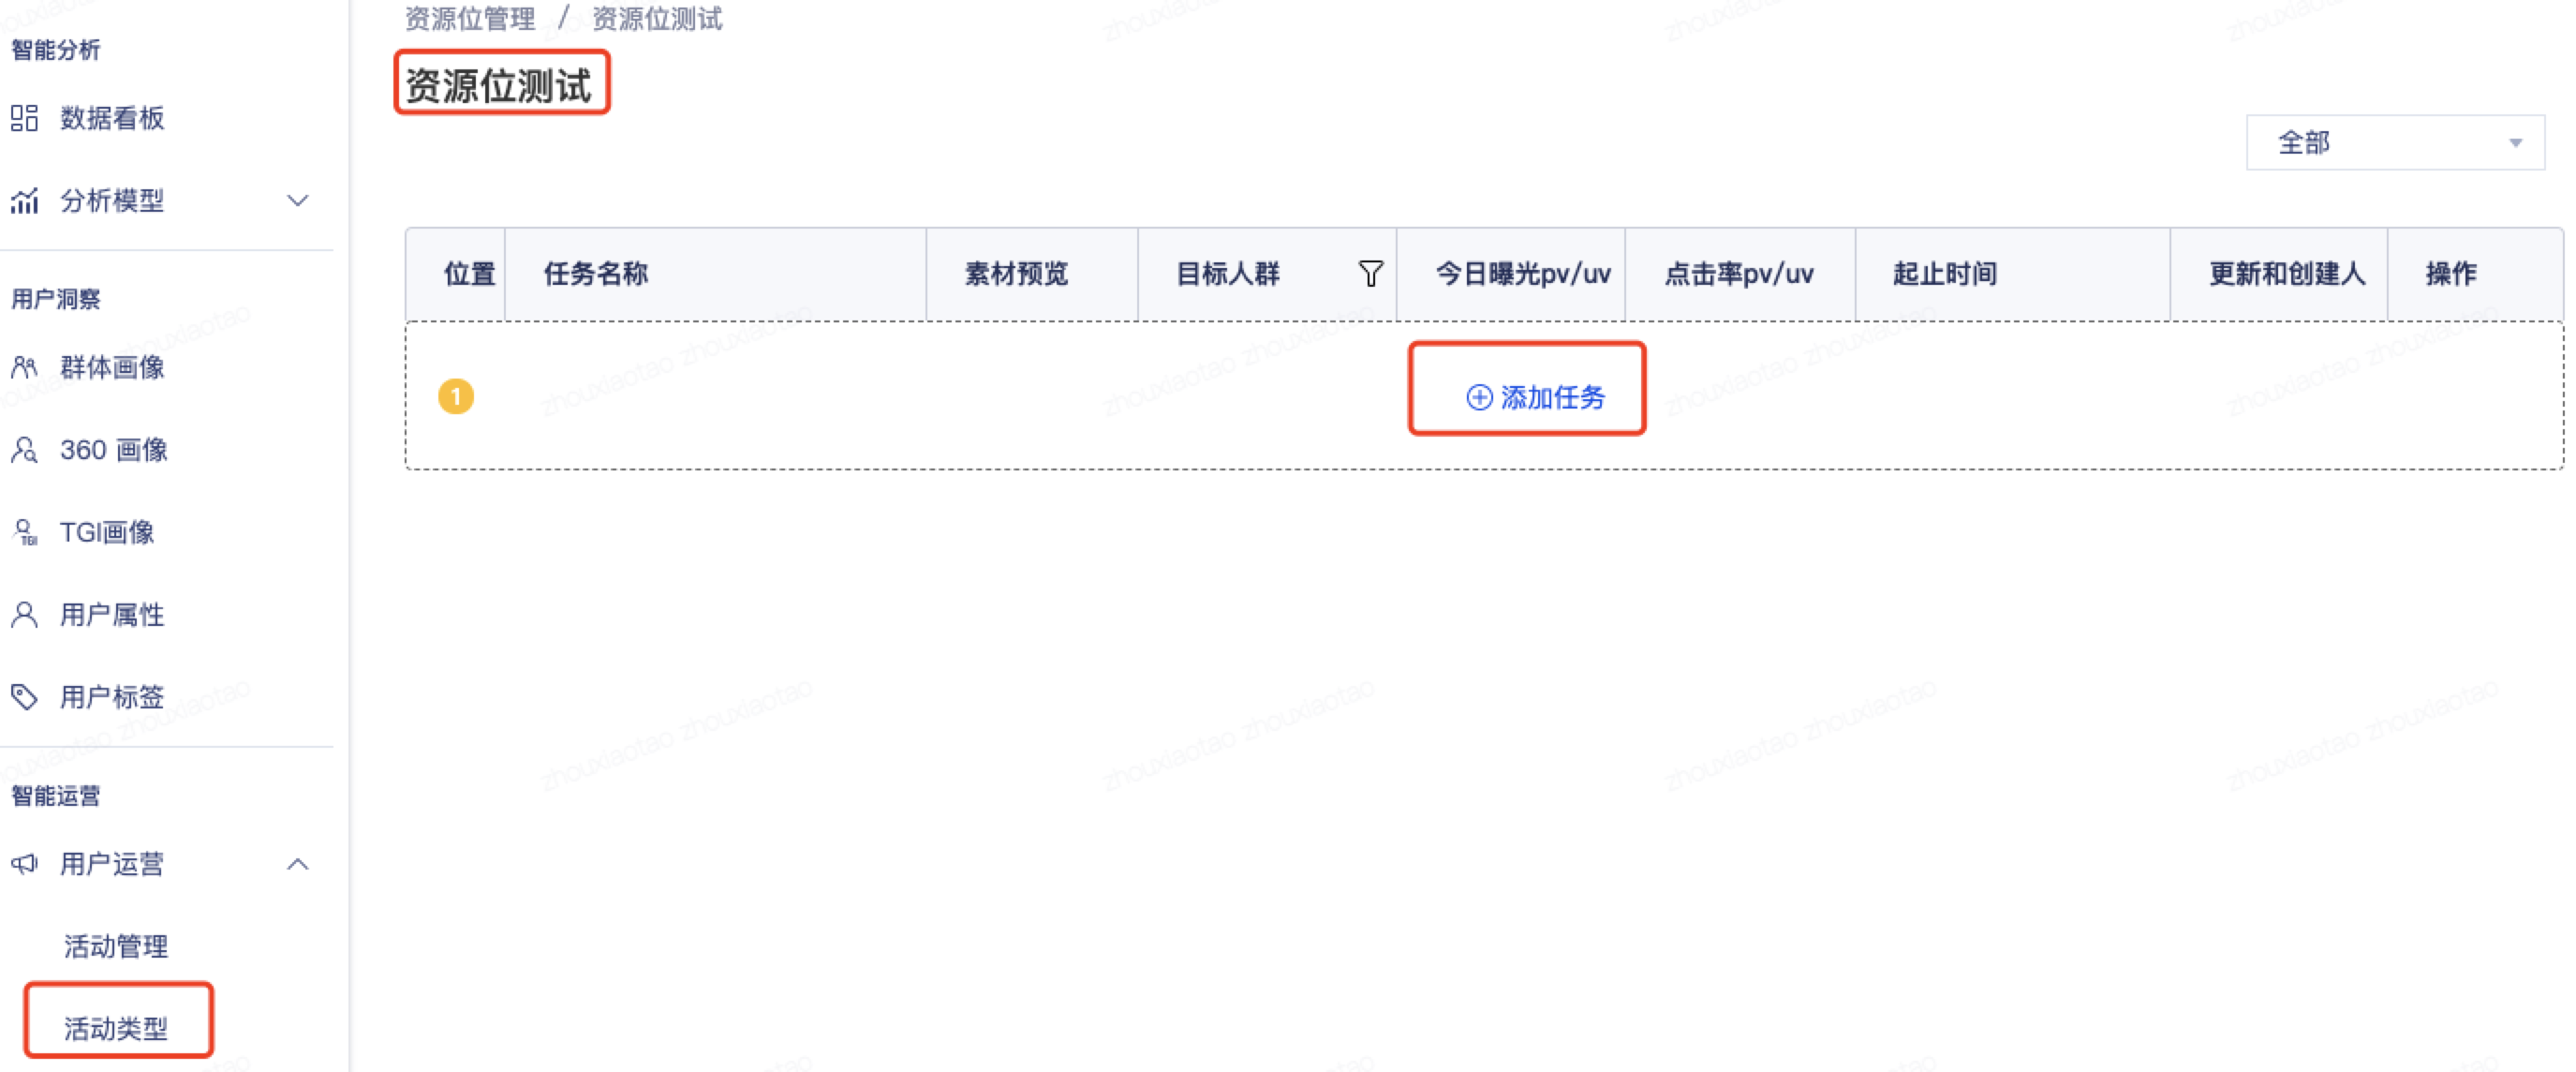 智能分析
数据看板
分析模型
用户洞察
群体画像
360 画像
TGI画像
用户属性
用户标签
智能运营
用户运营
活动管理
活动类型
资源位管理 / 资源位测试
资源位测试
全部
位置 任务名称 素材预览 目标人群 今日曝光pv/uv 点击率pv/uv 起止时间 更新和创建人 操作
1 添加任务
zhouxiaotao zhouxiaotao